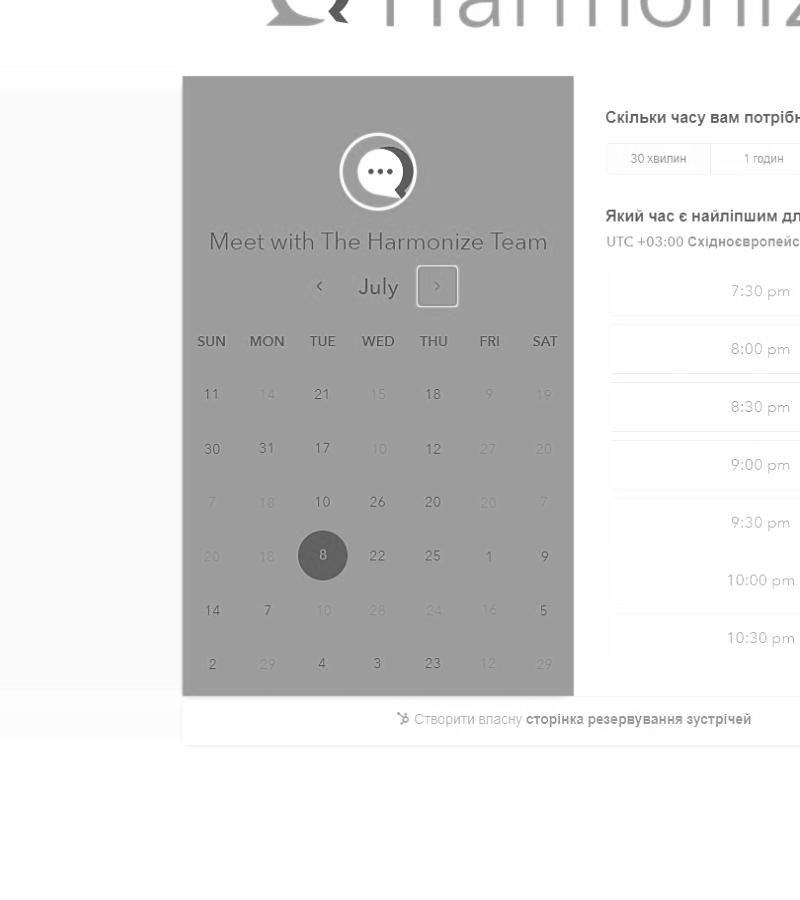 Harmoniz
Meet with The Harmonize Team
July
SUN MON TUE WED THU FRI SAT
11 14 21 15 18 9 19
30 31 17 10 12 27 20
7 18 10 26 20 20 7
20 18 8 22 25 1 9
14 7 10 28 24 16 5
2 29 4 3 23 12 29
Скільки часу вам потріб
30 хвилин 1 годин
Який час є найліпшим д
UTC +03:00 Східноєвропейс
7:30 pm
8:00 pm
8:30 pm
9:00 pm
9:30 pm
10:00 pm
10:30 pm
Створити власну сторінка резервування зустрічей